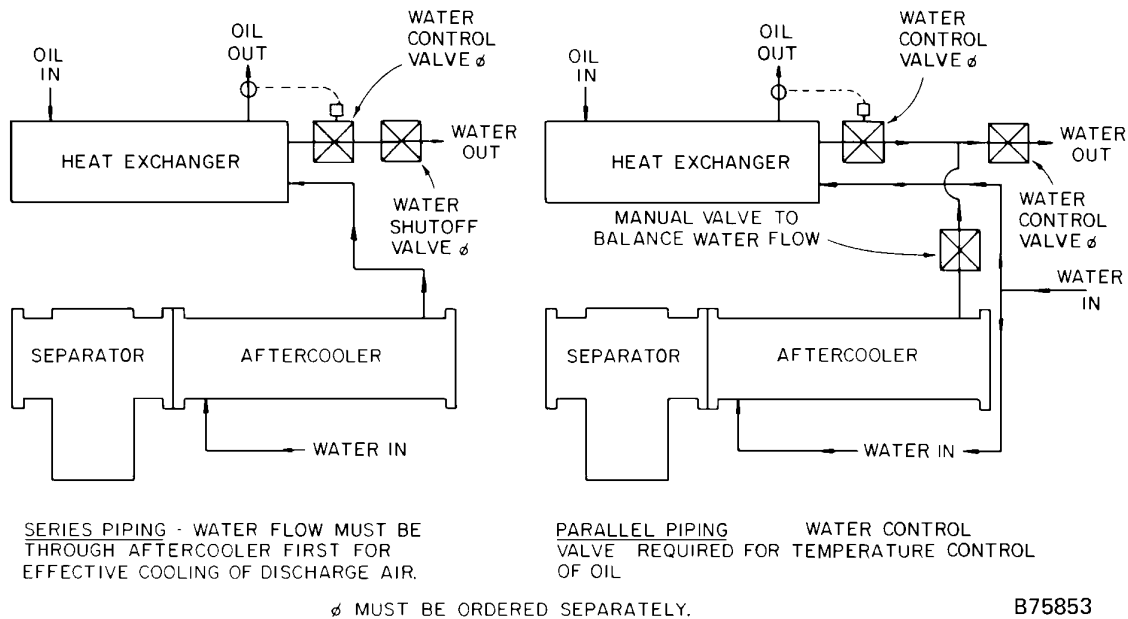 OIL
IN
OIL
OUT
WATER
CONTROL
VALVE ø
HEAT EXCHANGER
WATER
OUT
WATER
SHUTOFF
VALVE ø
SEPARATOR
AFTERCOOLER
WATER IN
SERIES PIPING - WATER FLOW MUST BE
THROUGH AFTERCOOLER FIRST FOR
EFFECTIVE COOLING OF DISCHARGE AIR.
OIL
IN
OIL
OUT
WATER
CONTROL
VALVE ø
HEAT EXCHANGER
WATER
OUT
MANUAL VALVE TO
BALANCE WATER FLOW
WATER
CONTROL
VALVE ø
WATER
IN
SEPARATOR
AFTERCOOLER
WATER IN
PARALLEL PIPING WATER CONTROL
VALVE REQUIRED FOR TEMPERATURE CONTROL
OF OIL
ø MUST BE ORDERED SEPARATELY.
B75853